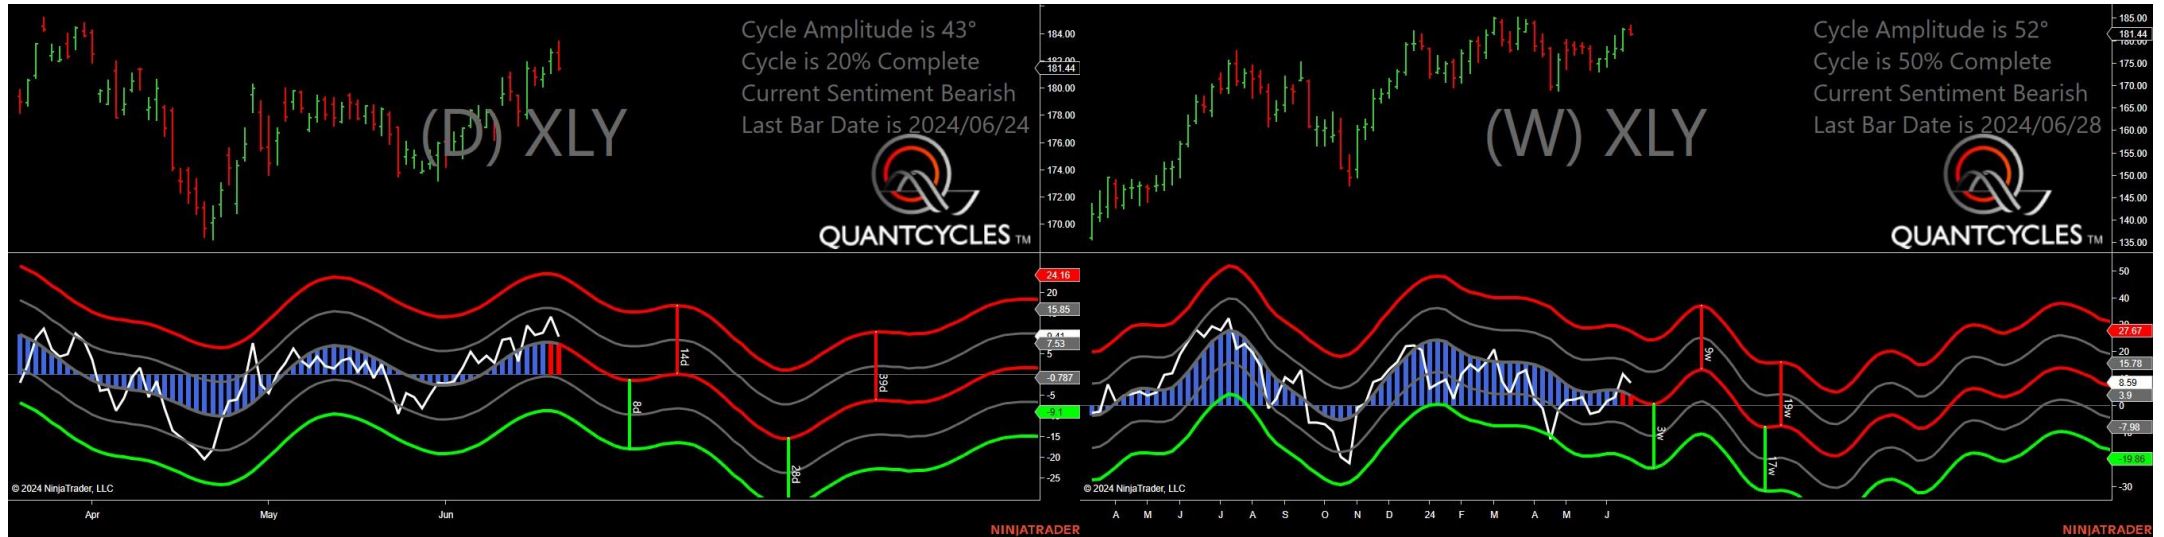 Cycle Amplitude is 43°
Cycle is 20% Complete
Current Sentiment Bearish
Last Bar Date is 2024/06/24
(D) XLY
QUANTCYCLES TM
184.00
181.44
180.00
178.00
176.00
174.00
172.00
170.00
24.16
20
15.85
7.53
5
-0.787
-5
-9.1
-15
-20
-25
14d
8d
39d
28d
© 2024 NinjaTrader, LLC
Apr May Jun
NINJATRADER
Cycle Amplitude is 52°
Cycle is 50% Complete
Current Sentiment Bearish
Last Bar Date is 2024/06/28
(W) XLY
QUANTCYCLES TM
185.00
181.44
175.00
170.00
165.00
160.00
155.00
150.00
145.00
140.00
135.00
50
40
27.67
20
15.78
8.59
3.9
0
-7.98
-19.86
-30
9w
3w
19w
17w
© 2024 NinjaTrader, LLC
A M J J A S O N D 24 F M A M J
NINJATRADER